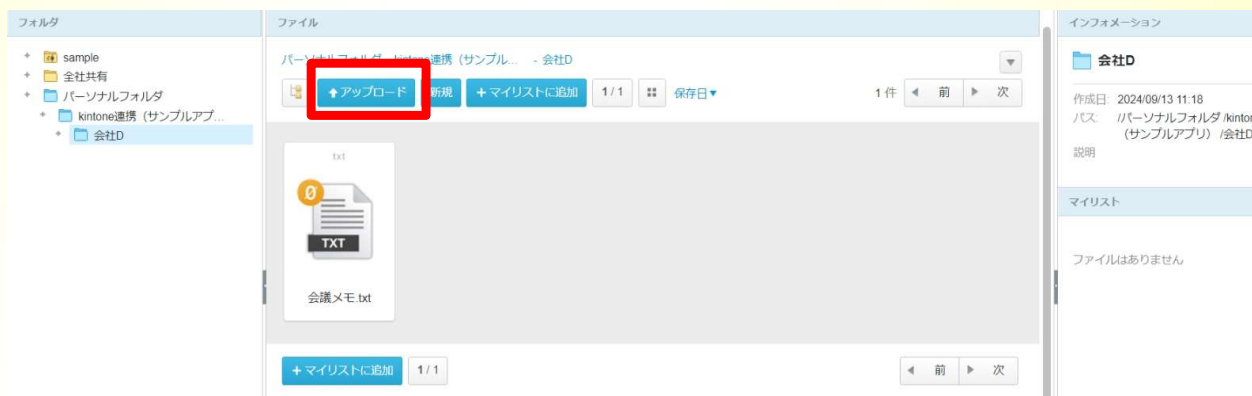 フォルダ
sample
全社共有
パーソナルフォルダ
kintone連携（サンプルアプ...
会社D
ファイル
パーソナルフォルダ - kintone連携（サンプル... - 会社D
アップロード
新規
+マイリストに追加
1/1
保存日▼
1件
前
次
txt
TXT
会議メモ.txt
+マイリストに追加
1/1
前
次
インフォメーション
会社D
作成日: 2024/09/13 11:18
パス: /パーソナルフォルダ/kinton
（サンプルアプリ）/会社D
説明
マイリスト
ファイルはありません